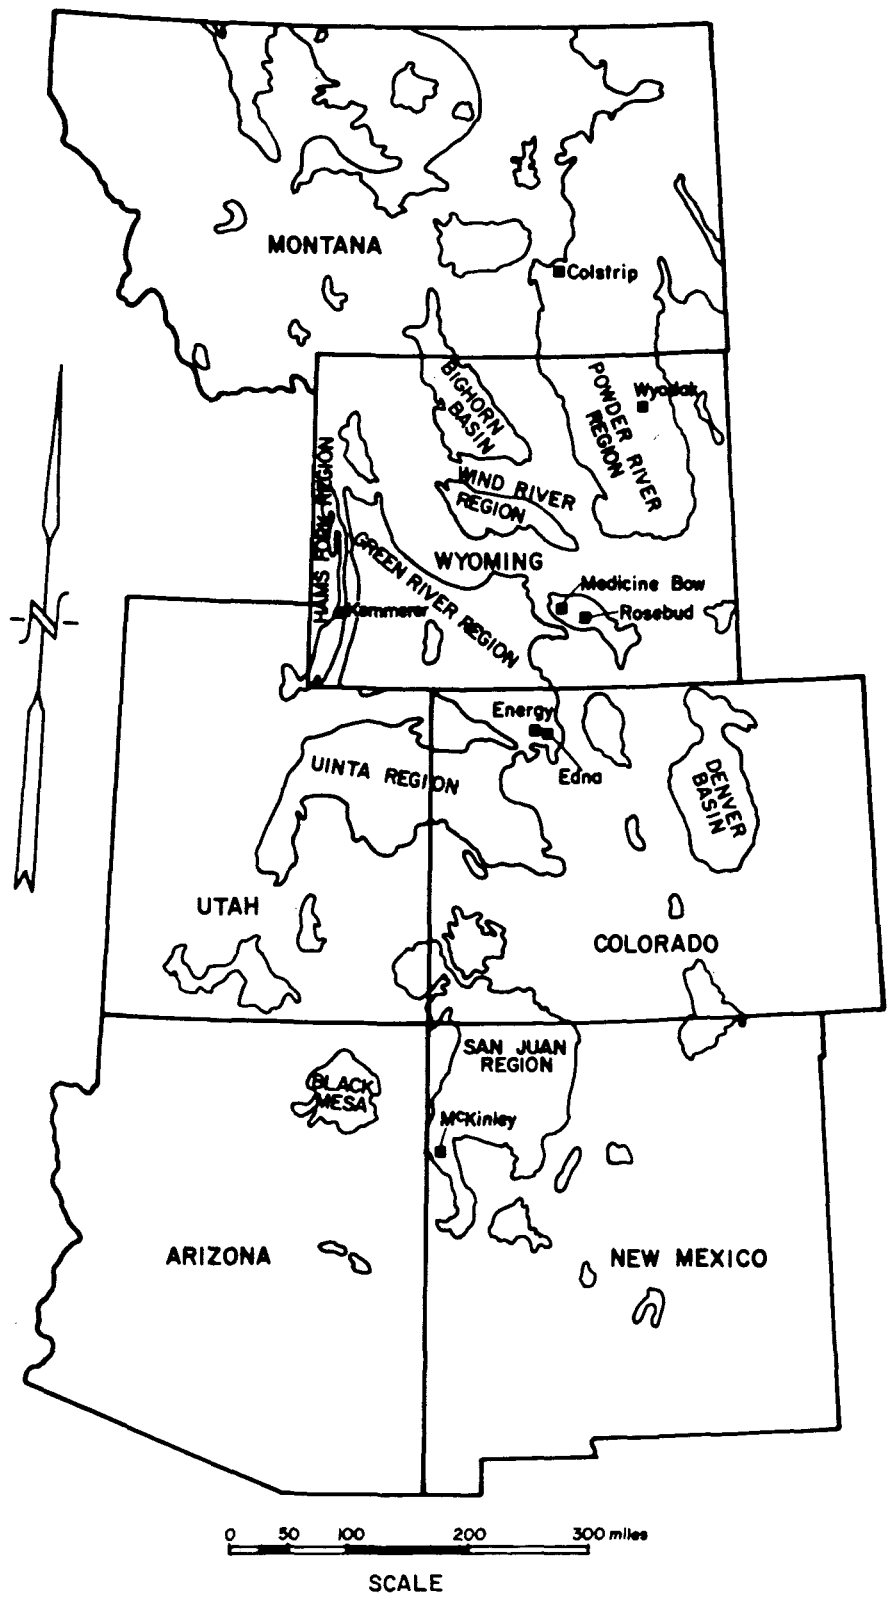 MONTANA
Colstrip
BIGHORN
BASIN
POWDER RIVER
REGION
Wyodak
HAMS FORK REGION
WIND RIVER
REGION
GREEN RIVER REGION
WYOMING
Medicine Bow
Rosebud
Kemmerer
Energy
Edna
UINTA REGION
DENVER
BASIN
UTAH
COLORADO
SAN JUAN
REGION
BLACK
MESA
McKinley
ARIZONA
NEW MEXICO
0 50 100 200 300 miles
SCALE